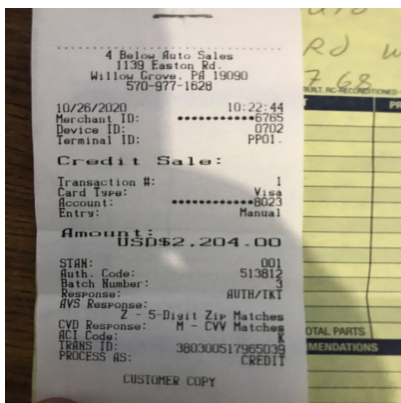 4 Below Auto Sales
1139 Easton Rd.
Willow Grove, PA 19090
570-977-1628
10/26/2020 10:22:44
Merchant ID: ••••••••••••6765
Device ID: 0702
Terminal ID: PP01.
Credit Sale:
Transaction #: 1
Card Type: Visa
Account: ••••••••••••8023
Entry: Manual
Amount:
USD$2,204.00
STAN: 001
Auth. Code: 513812
Batch Number: 3
Response: AUTH/TKT
AVS Response:
Z - 5-Digit Zip Matches
CVD Response: M - CVV Matches
ACI Code: K
TRANS ID: 380300517965039
PROCESS AS: CREDIT
CUSTOMER COPY
Rd
7 68
OTAL PARTS
MENDATIONS